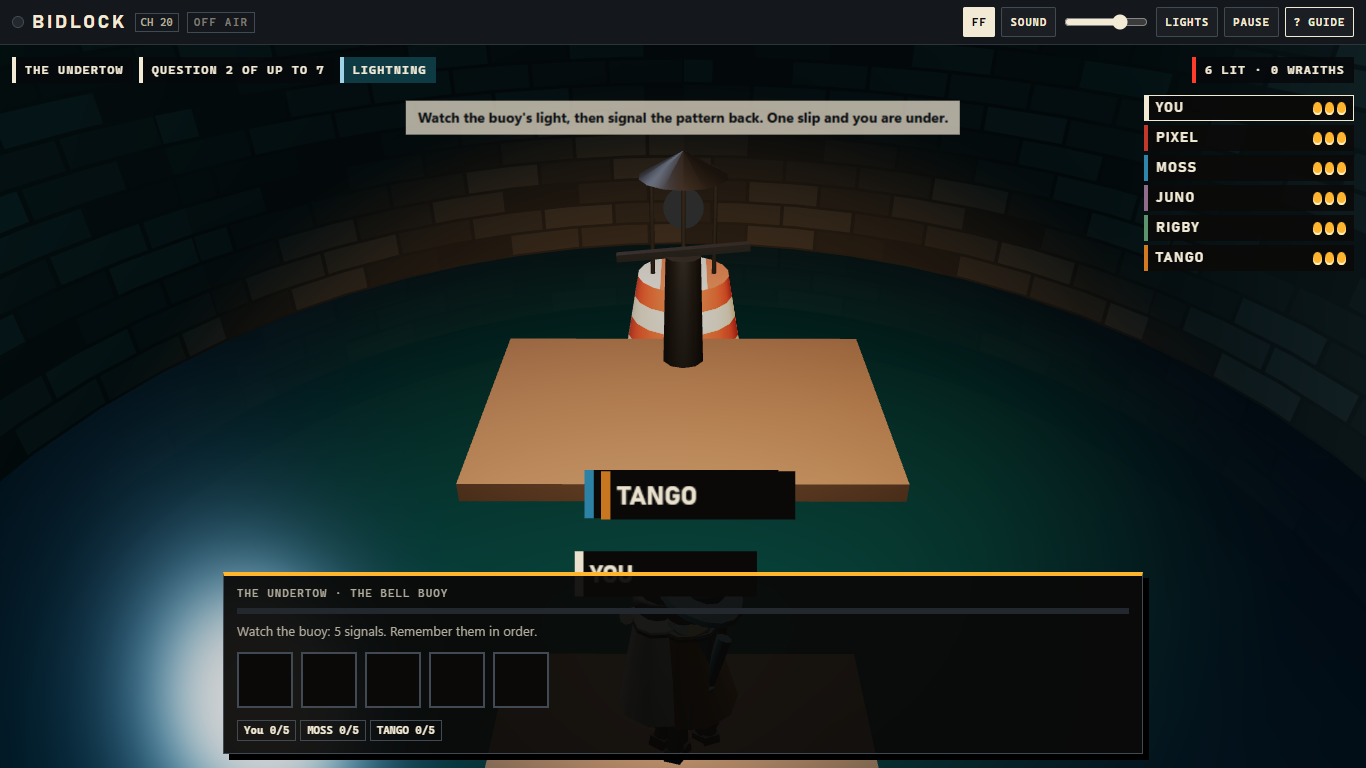 BIDLOCK CH 20 OFF AIR FF SOUND LIGHTS PAUSE ? GUIDE
THE UNDERTOW QUESTION 2 OF UP TO 7 LIGHTNING 6 LIT · 0 WRAITHS
Watch the buoy's light, then signal the pattern back. One slip and you are under.
YOU
PIXEL
MOSS
JUNO
RIGBY
TANGO
TANGO
YOU
THE UNDERTOW · THE BELL BUOY
Watch the buoy: 5 signals. Remember them in order.
You 0/5 MOSS 0/5 TANGO 0/5